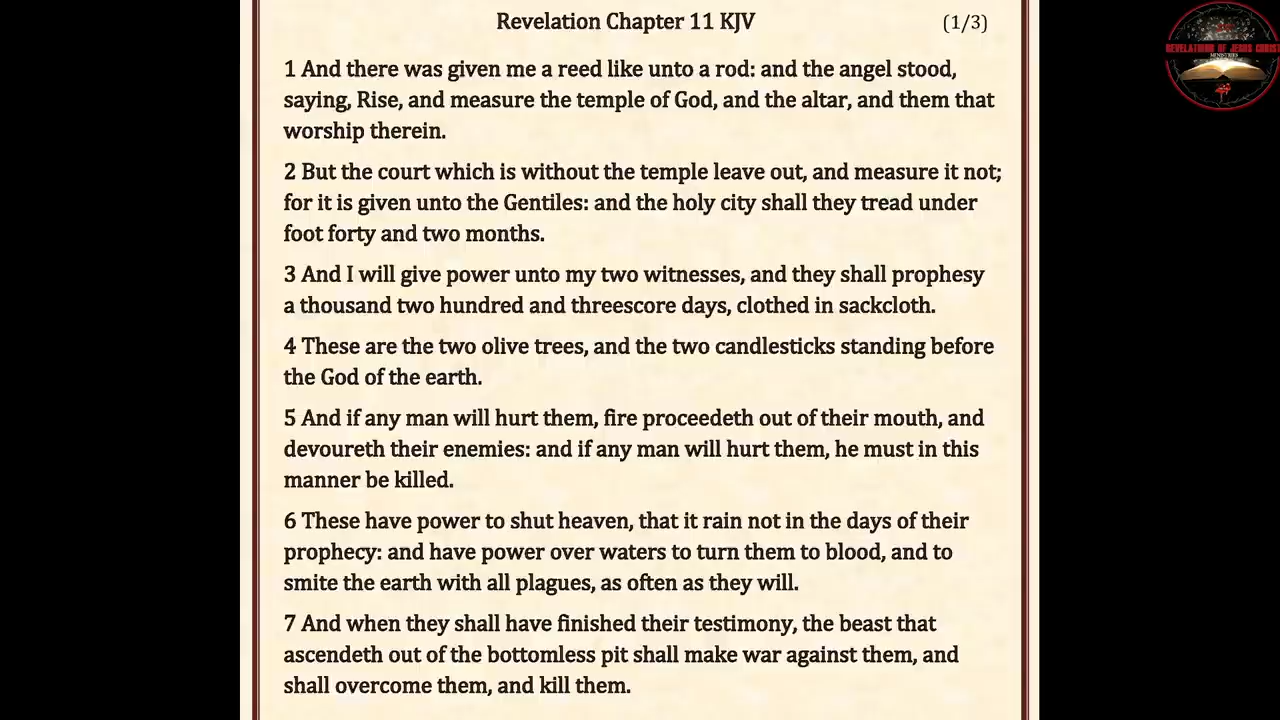 Revelation Chapter 11 KJV
(1/3)
REVELATIONS OF JESUS CHRIST
MINISTRIES
1 And there was given me a reed like unto a rod: and the angel stood,
saying, Rise, and measure the temple of God, and the altar, and them that
worship therein.
2 But the court which is without the temple leave out, and measure it not;
for it is given unto the Gentiles: and the holy city shall they tread under
foot forty and two months.
3 And I will give power unto my two witnesses, and they shall prophesy
a thousand two hundred and threescore days, clothed in sackcloth.
4 These are the two olive trees, and the two candlesticks standing before
the God of the earth.
5 And if any man will hurt them, fire proceedeth out of their mouth, and
devoureth their enemies: and if any man will hurt them, he must in this
manner be killed.
6 These have power to shut heaven, that it rain not in the days of their
prophecy: and have power over waters to turn them to blood, and to
smite the earth with all plagues, as often as they will.
7 And when they shall have finished their testimony, the beast that
ascendeth out of the bottomless pit shall make war against them, and
shall overcome them, and kill them.